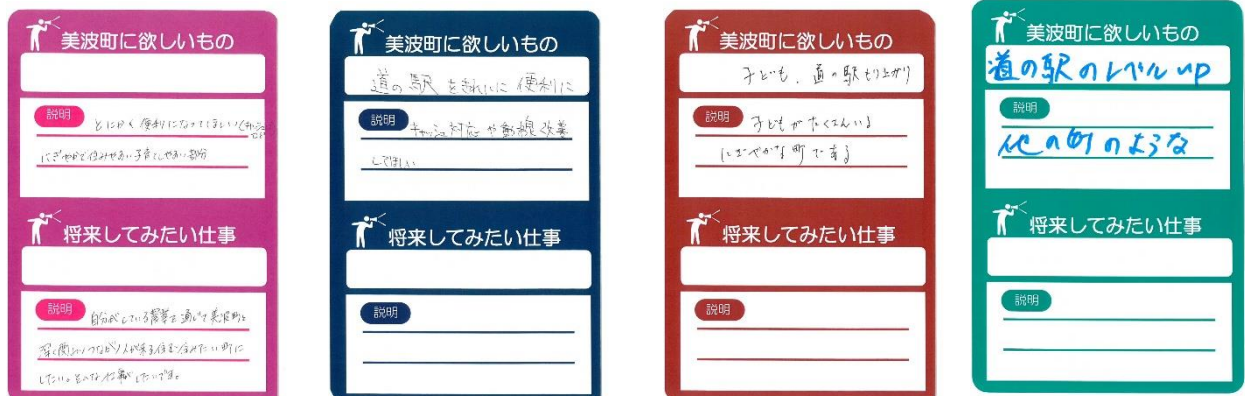 美波町に欲しいもの
説明
とにかく便利になってほしい(キャッシュ
にぎやかで住みやすい子育てしやすい部分
将来してみたい仕事
説明
自分がしている農業を通じて美波町と
深く関わりつながり人が来る住む住みたい町に
したい。そんな仕事がしたいです。
美波町に欲しいもの
道の駅をきれいに便利に
説明
キャッシュ対応や動線改善
してほしい
将来してみたい仕事
説明
美波町に欲しいもの
子ども、道の駅もり上がり
説明
子どもがたくさんいる
にぎやかな町である
将来してみたい仕事
説明
美波町に欲しいもの
道の駅のレベルup
説明
他の町のような
将来してみたい仕事
説明